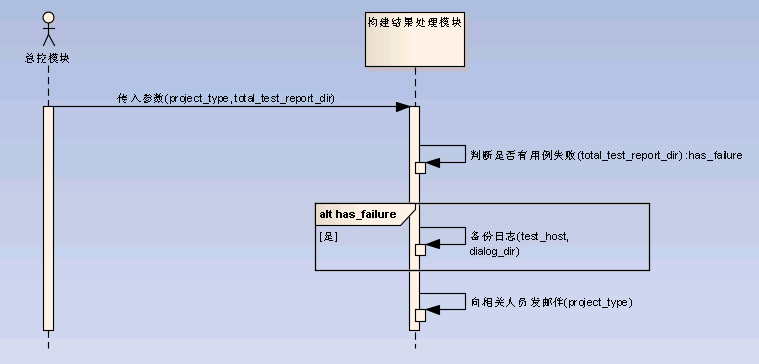 构建结果处理模块
总控模块
传入参数(project_type,total_test_report_dir)
判断是否有用例失败(total_test_report_dir) :has_failure
alt has_failure
[是]
备份日志(test_host,
dialog_dir)
向相关人员发邮件(project_type)